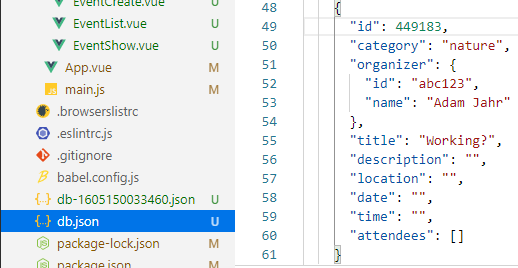 EventCreate.vue U
EventList.vue U
EventShow.vue U
App.vue M
main.js M
.browserslistrc
.eslintrc.js
.gitignore
babel.config.js
db-1605150033460.json U
db.json U
package-lock.json M
package.json M
48 {
49 "id": 449183,
50 "category": "nature",
51 "organizer": {
52 "id": "abc123",
53 "name": "Adam Jahr"
54 },
55 "title": "Working?",
56 "description": "",
57 "location": "",
58 "date": "",
59 "time": "",
60 "attendees": []
61 }